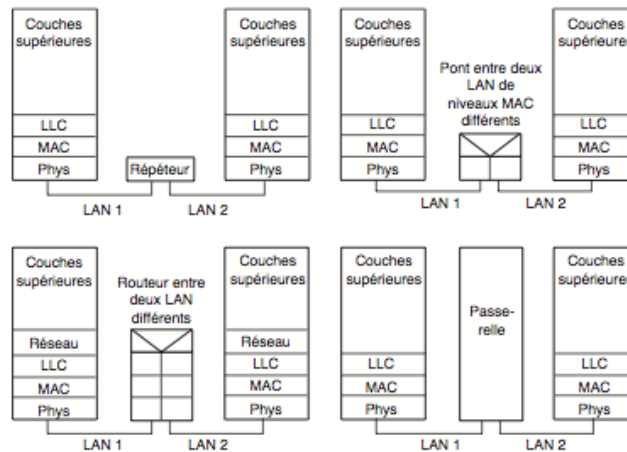 Couches
supérieures
LLC
MAC
Phys
Répéteur
Couches
supérieures
LLC
MAC
Phys
LAN 1
LAN 2
Couches
supérieures
LLC
MAC
Phys
Pont entre deux
LAN de
niveaux MAC
différents
Couches
supérieures
LLC
MAC
Phys
LAN 1
LAN 2
Couches
supérieures
Réseau
LLC
MAC
Phys
Routeur entre
deux LAN
différents
Couches
supérieures
Réseau
LLC
MAC
Phys
LAN 1
LAN 2
Couches
supérieures
LLC
MAC
Phys
Passe-
relle
Couches
supérieures
LLC
MAC
Phys
LAN 1
LAN 2